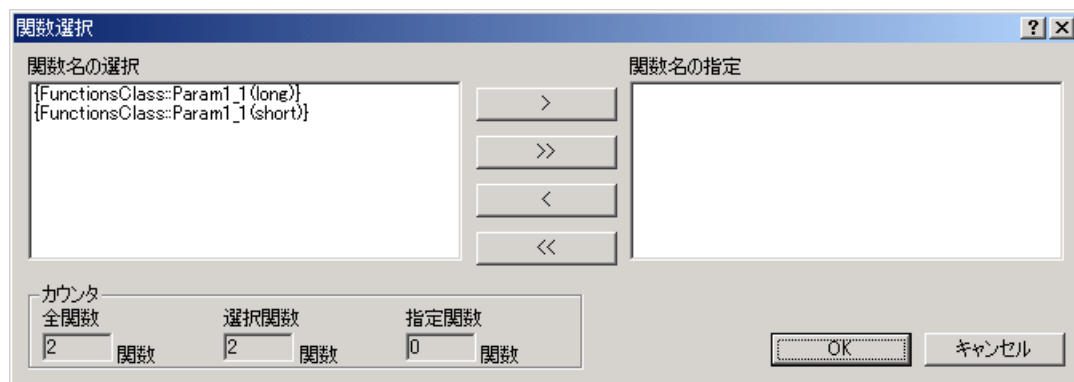 関数選択
関数名の選択
{FunctionsClass::Param1_1(long)}
{FunctionsClass::Param1_1(short)}
>
>>
<
<<
関数名の指定
カウンタ
全関数 選択関数 指定関数
2 関数 2 関数 0 関数
OK キャンセル